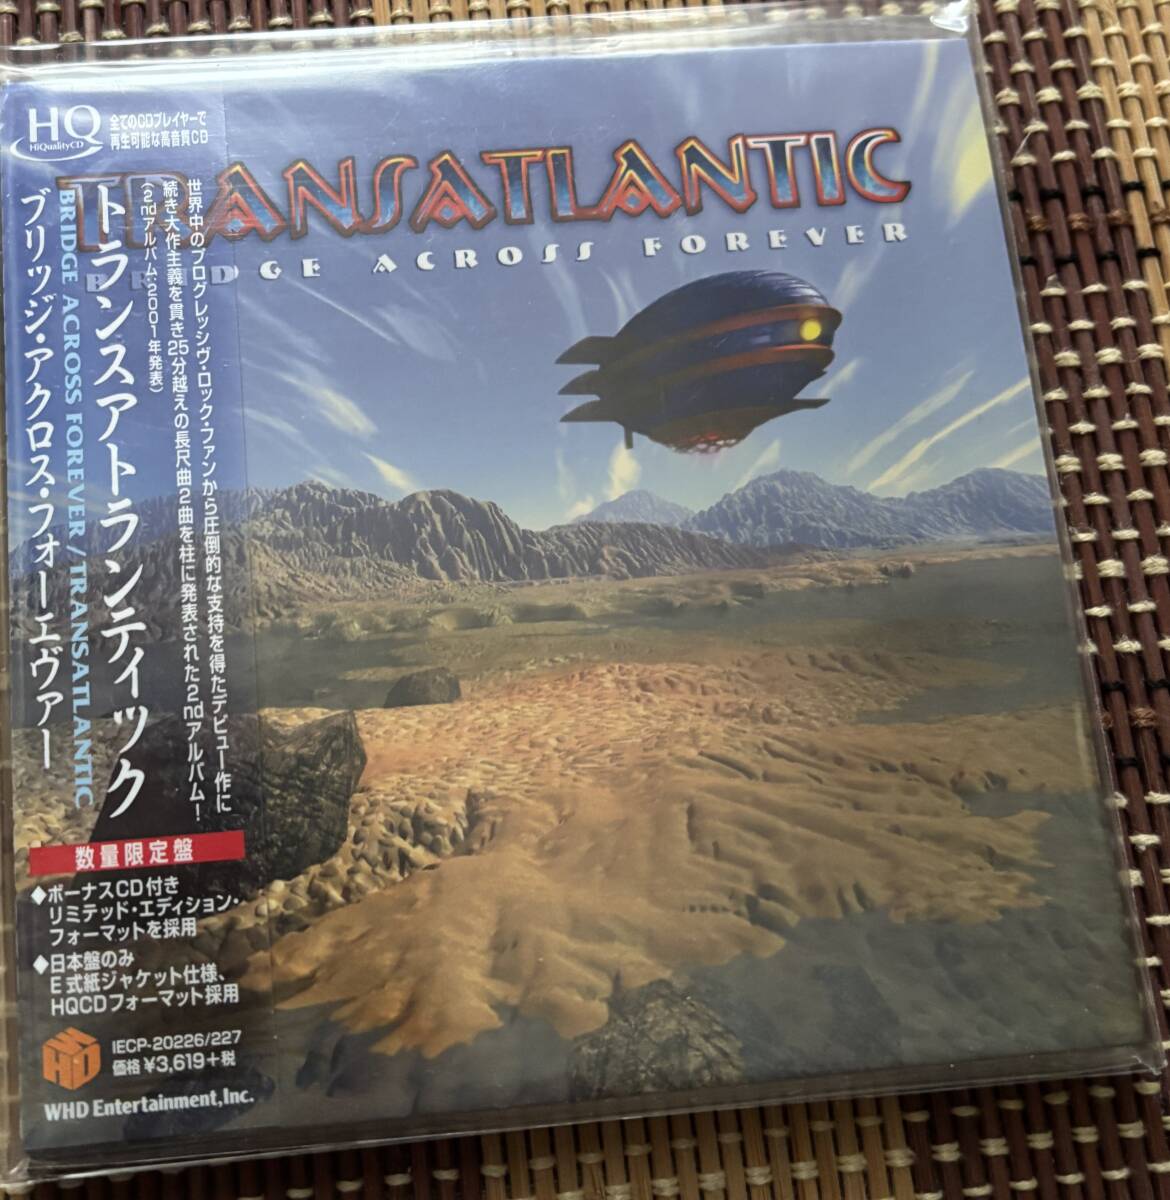 HQ
HiQualityCD
全てのCDプレイヤーで
再生可能な高音質CD
TRANSATLANTIC
BRIDGE ACROSS FOREVER
世界中のプログレッシヴ・ロック・ファンから圧倒的な支持を得たデビュー作に
続き大作主義を貫き25分越えの長尺曲2曲を柱に発表された2ndアルバム!
(2ndアルバム:2001年発表)
トランスアトランティック
BRIDGE ACROSS FOREVER / TRANSATLANTIC
ブリッジ・アクロス・フォーエヴァー
数量限定盤
◆ボーナスCD付き
リミテッド・エディション・
フォーマットを採用
◆日本盤のみ
E式紙ジャケット仕様、
HQCDフォーマット採用
WHD
IECP-20226/227
価格 ¥3,619+税
WHD Entertainment,Inc.